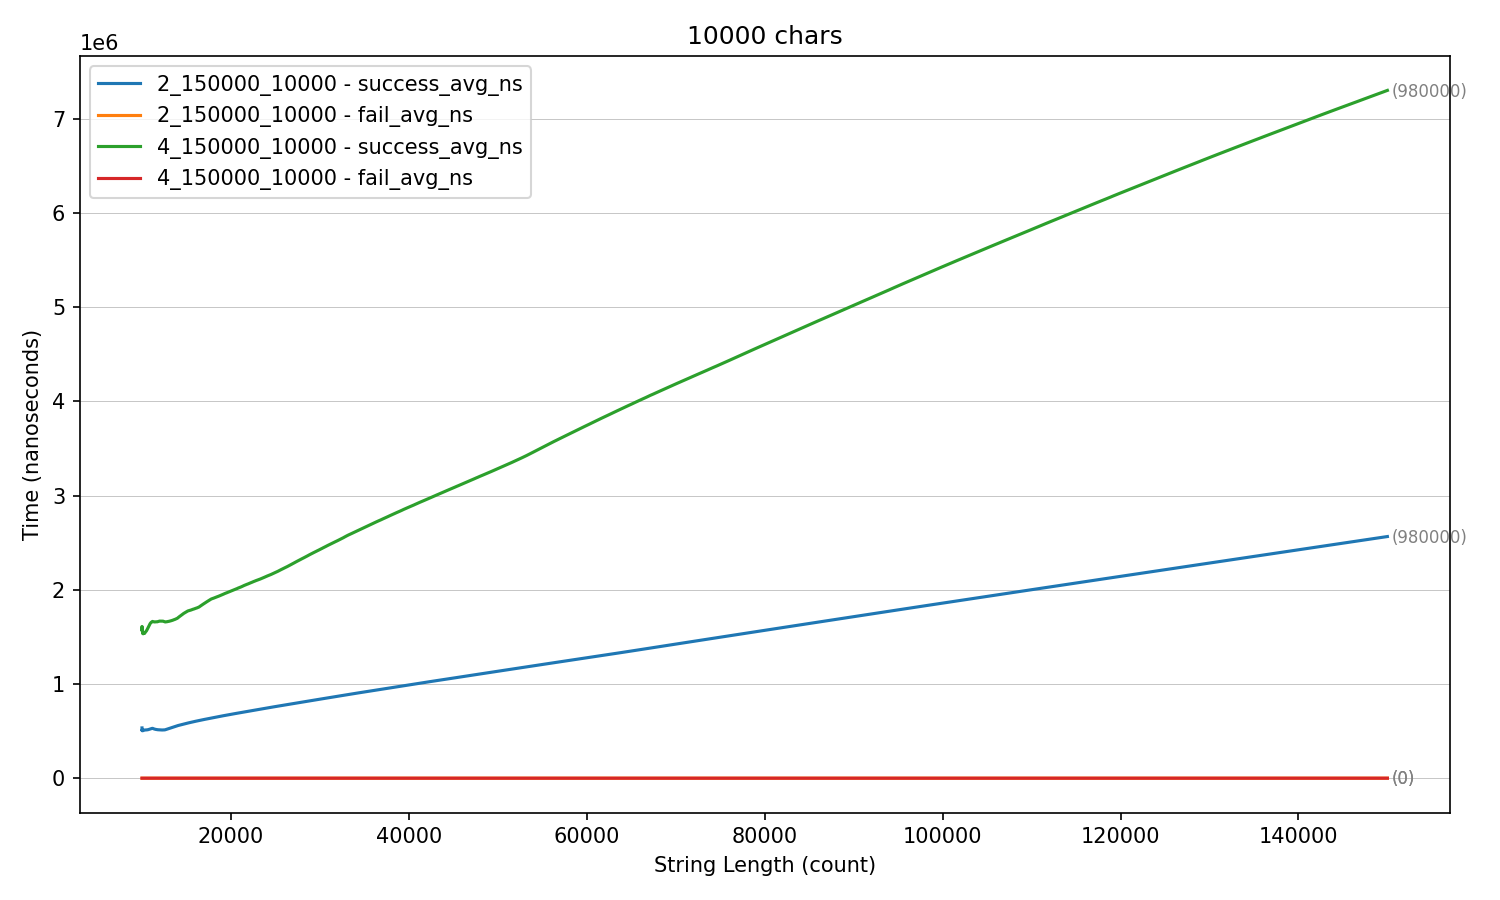 10000 chars
1e6
2_150000_10000 - success_avg_ns
2_150000_10000 - fail_avg_ns
4_150000_10000 - success_avg_ns
4_150000_10000 - fail_avg_ns
(980000)
(980000)
(0)
7
6
5
4
3
2
1
0
Time (nanoseconds)
20000 40000 60000 80000 100000 120000 140000
String Length (count)